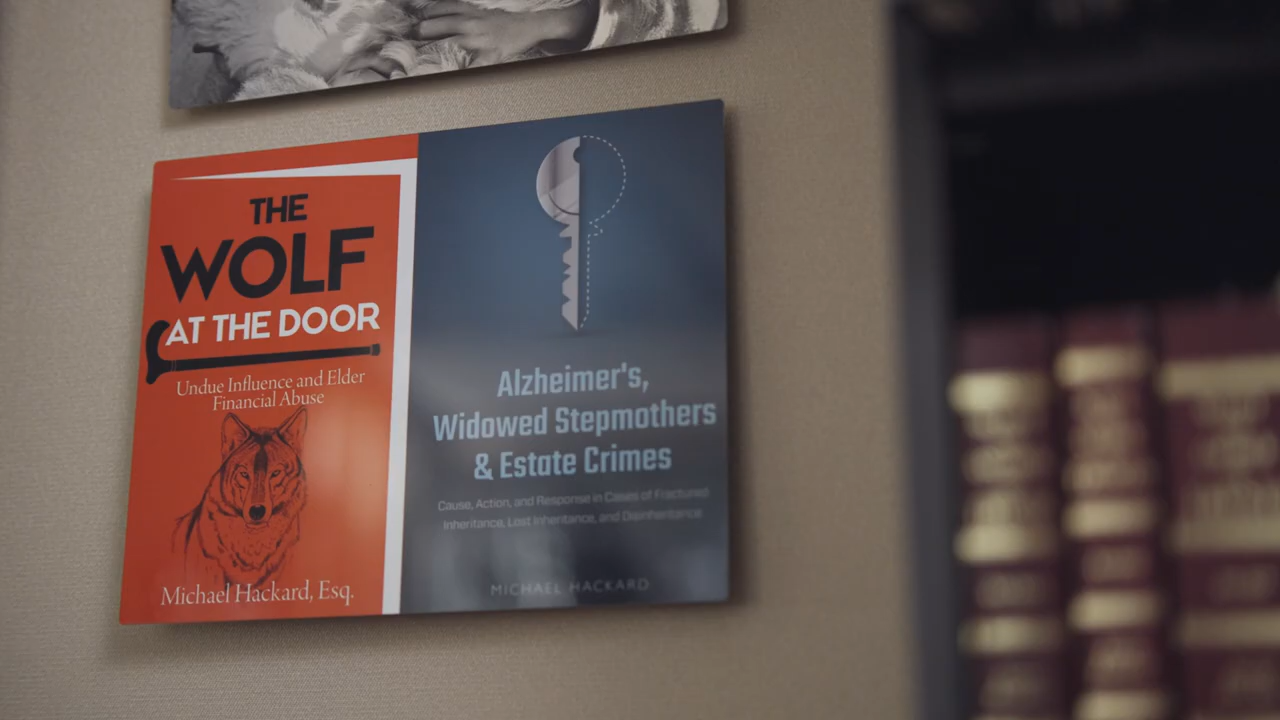 THE
WOLF
AT THE DOOR
Undue Influence and Elder
Financial Abuse
Michael Hackard, Esq.
Alzheimer's,
Widowed Stepmothers
& Estate Crimes
Cause, Action, and Response in Cases of Fractured
Inheritance, Lost Inheritance, and Disinheritance
MICHAEL HACKARD